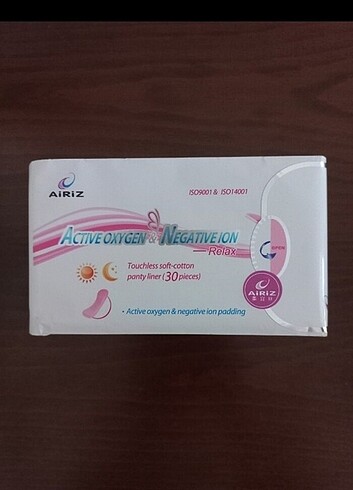 AiRiZ
ISO9001 & ISO14001
ACTIVE OXYGEN & NEGATIVE ION
Relax
OPEN
Touchless soft-cotton
panty liner (30 pieces)
AiRiZ
• Active oxygen & negative ion padding